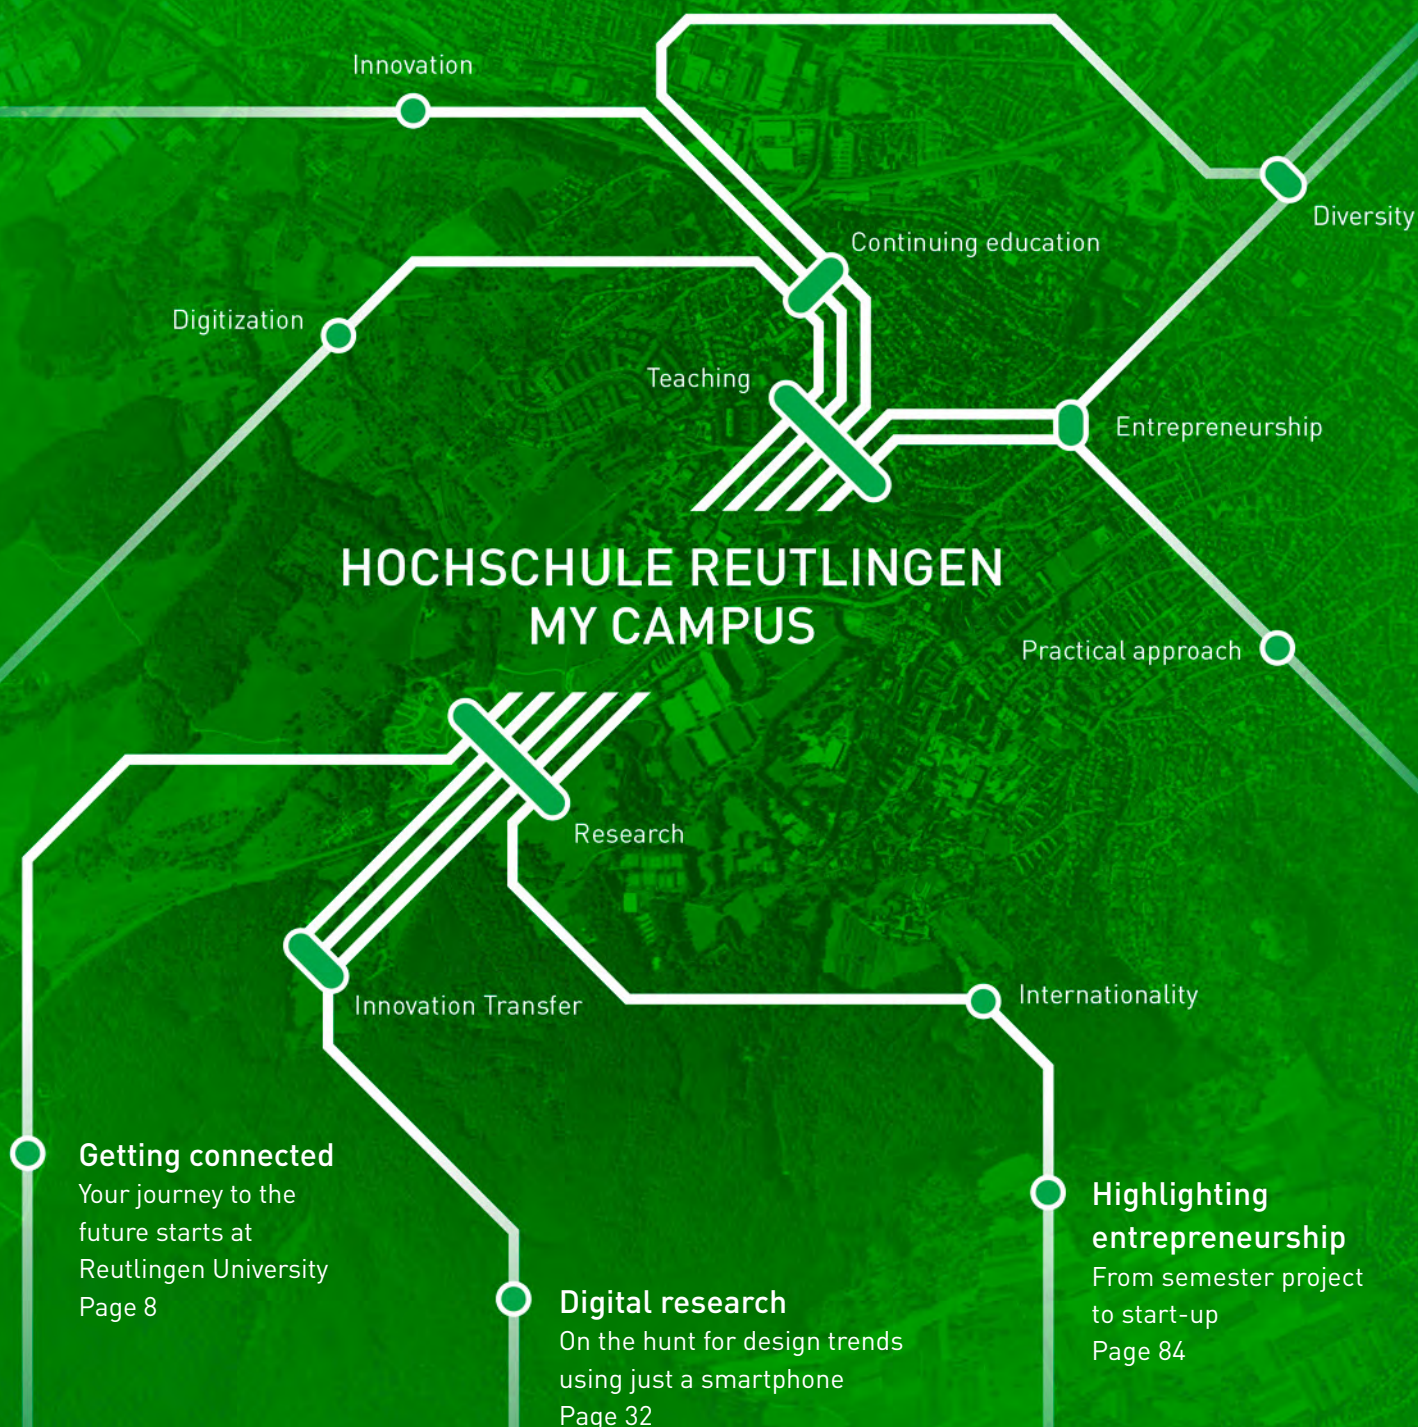 Innovation
Diversity
Continuing education
Digitization
Teaching
Entrepreneurship
HOCHSCHULE REUTLINGEN
MY CAMPUS
Practical approach
Research
Innovation Transfer
Internationality
Getting connected
Your journey to the
future starts at
Reutlingen University
Page 8
Digital research
On the hunt for design trends
using just a smartphone
Page 32
Highlighting
entrepreneurship
From semester project
to start-up
Page 84